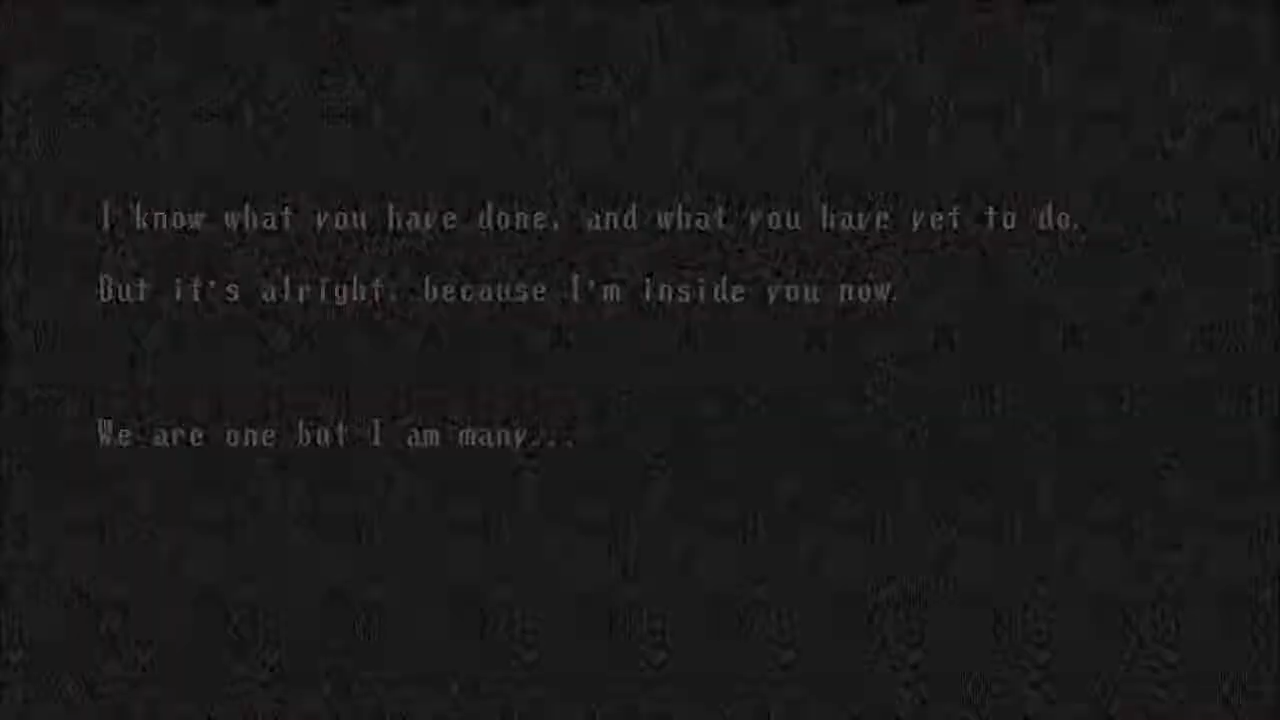 I know what you have done, and what you have yet to do.
But it's alright, because I'm inside you now.
We are one but I am many...